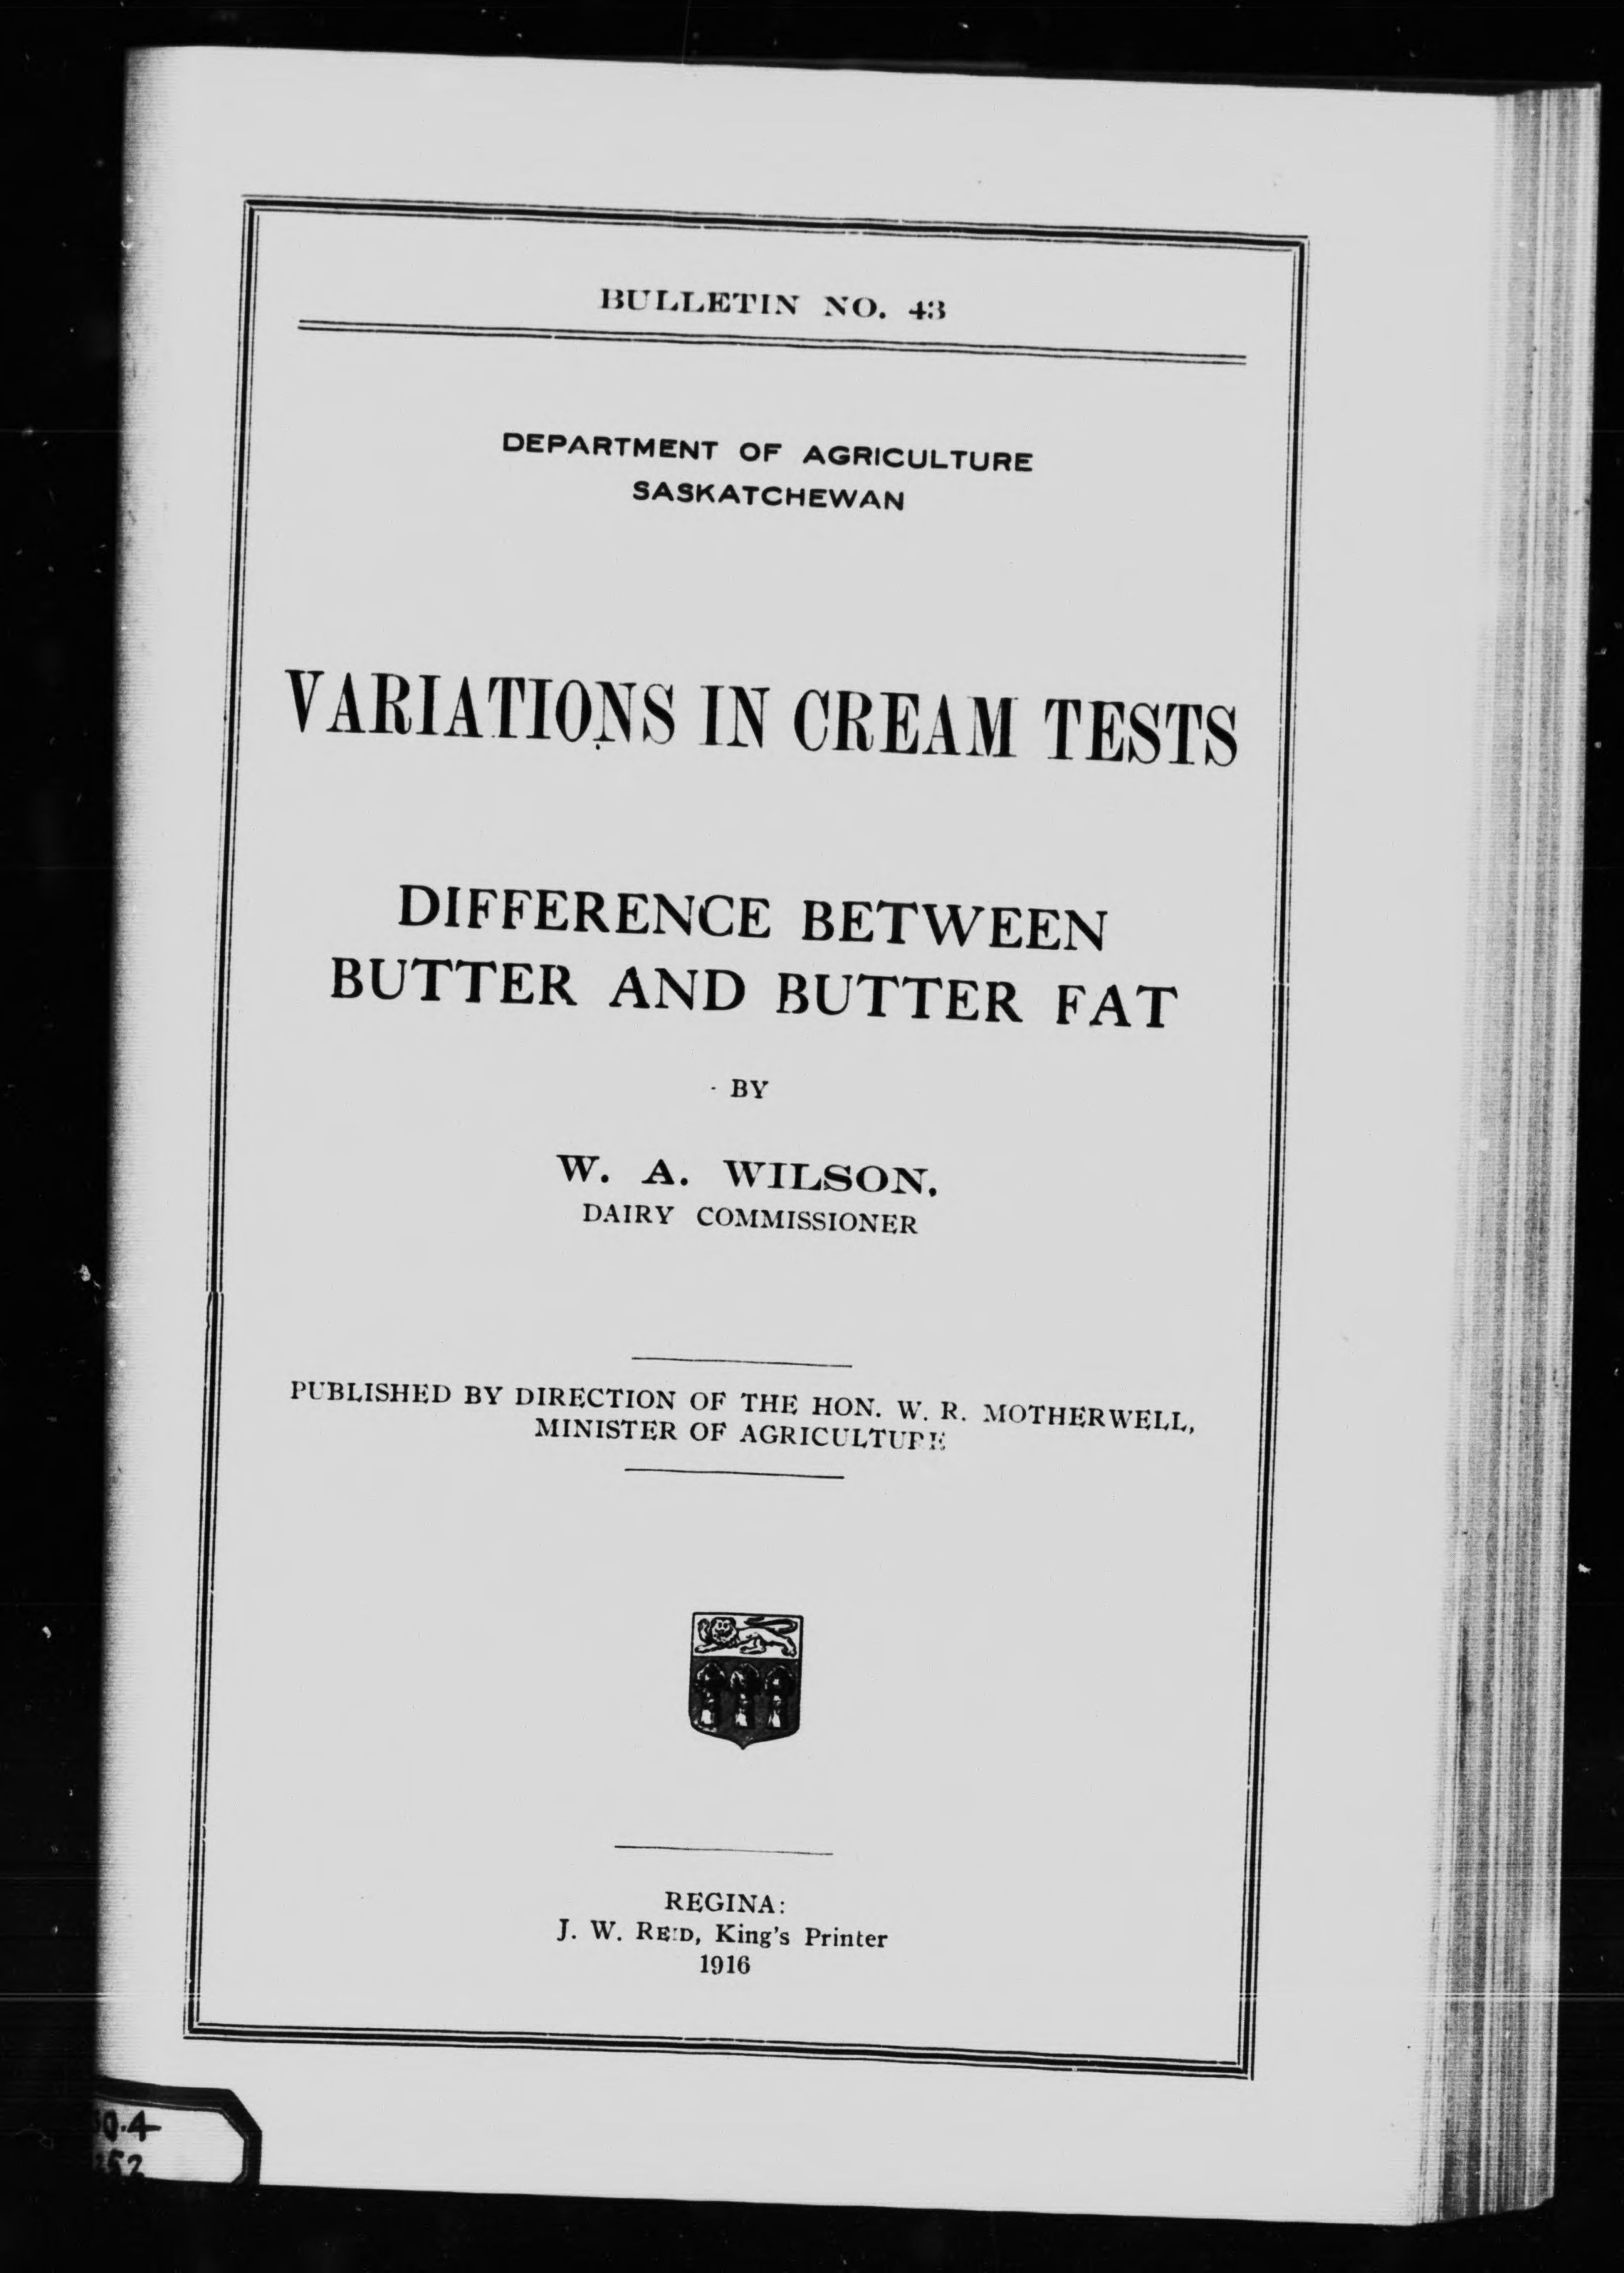 BULLETIN NO. 43
DEPARTMENT OF AGRICULTURE
SASKATCHEWAN
VARIATIONS IN CREAM TESTS
DIFFERENCE BETWEEN
BUTTER AND BUTTER FAT
BY
W. A. WILSON,
DAIRY COMMISSIONER
PUBLISHED BY DIRECTION OF THE HON. W. R. MOTHERWELL,
MINISTER OF AGRICULTURE
REGINA:
J. W. REID, King's Printer
1916